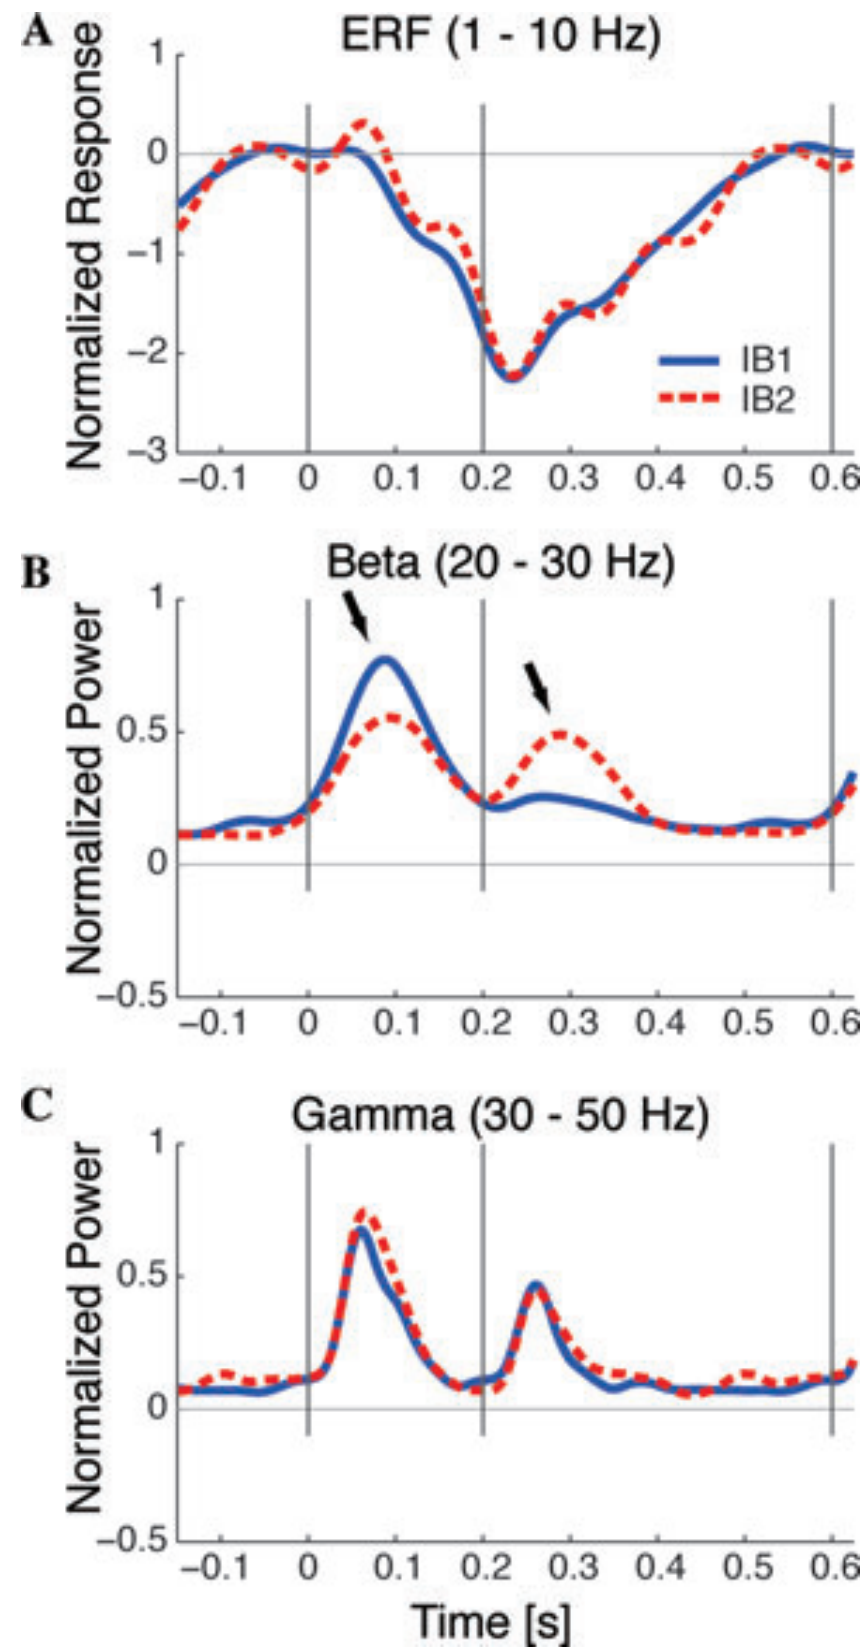 A
ERF (1 - 10 Hz)
Normalized Response
1
0
−1
−2
−3
IB1
IB2
−0.1 0 0.1 0.2 0.3 0.4 0.5 0.6
B
Beta (20 - 30 Hz)
Normalized Power
1
0.5
0
−0.5
−0.1 0 0.1 0.2 0.3 0.4 0.5 0.6
C
Gamma (30 - 50 Hz)
Normalized Power
1
0.5
0
−0.5
−0.1 0 0.1 0.2 0.3 0.4 0.5 0.6
Time [s]